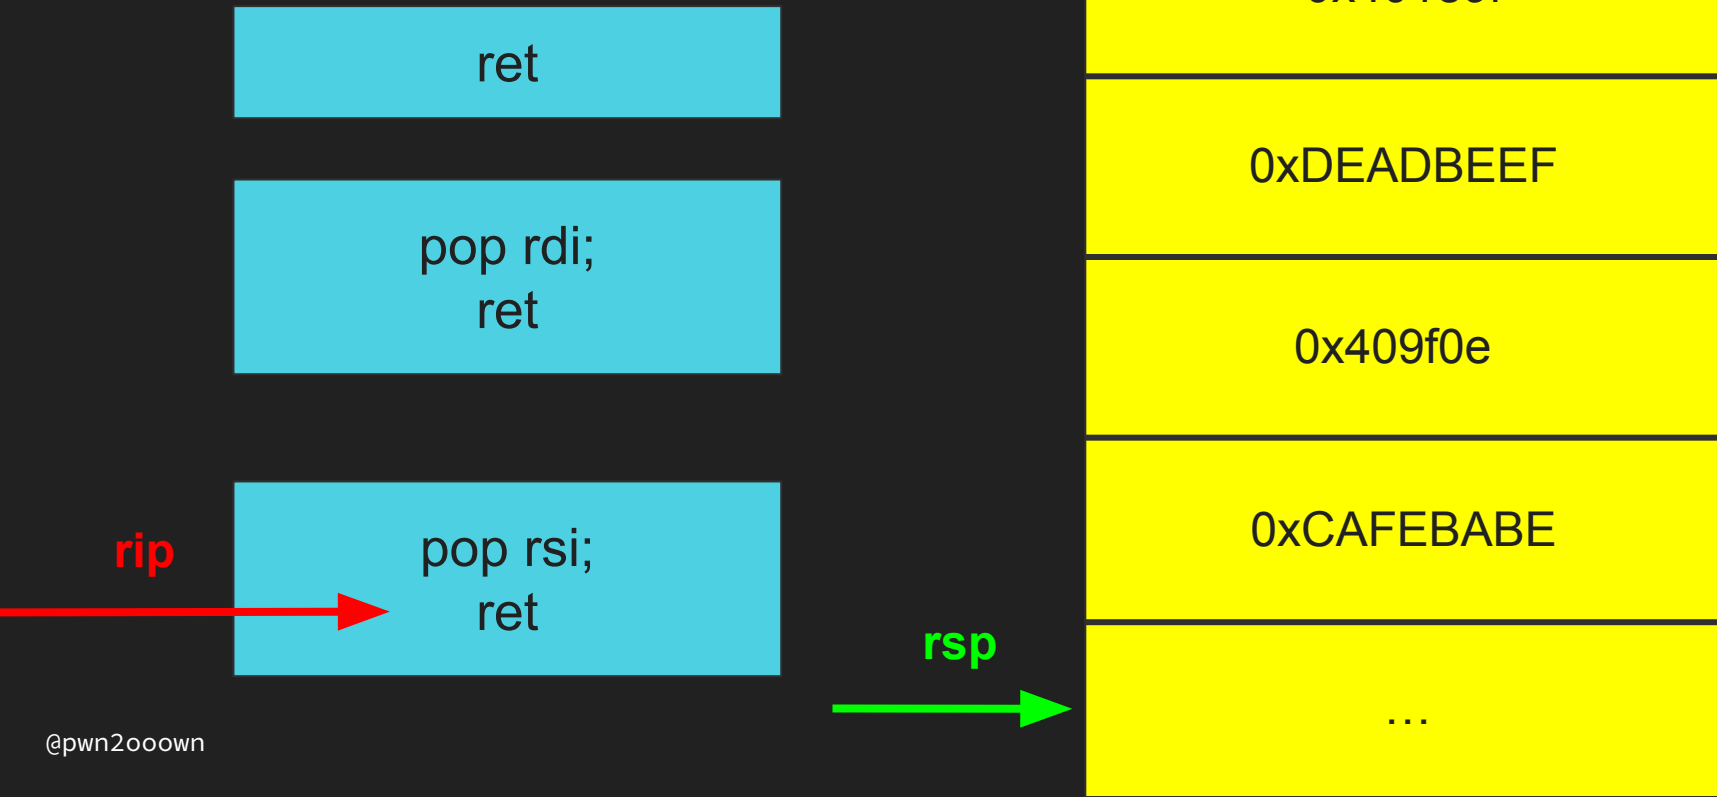 ret
pop rdi;
ret
rip
pop rsi;
ret
@pwn2ooown
rsp
0xDEADBEEF
0x409f0e
0xCAFEBABE
...